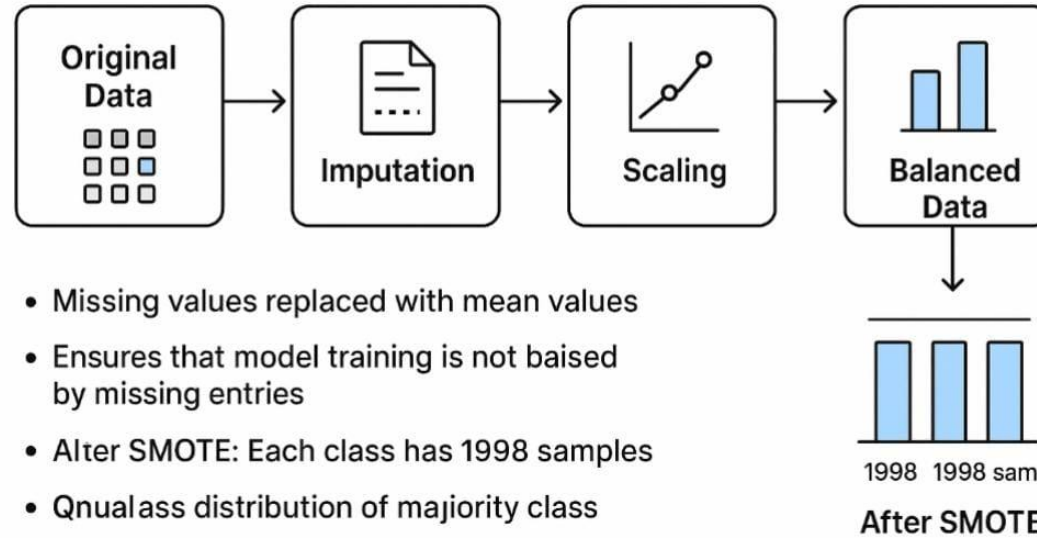 Original
Data
Imputation
Scaling
Balanced
Data
• Missing values replaced with mean values
• Ensures that model training is not baised
by missing entries
• Alter SMOTE: Each class has 1998 samples
• Qnualass distribution of majiority class
1998 1998 sam
After SMOTE